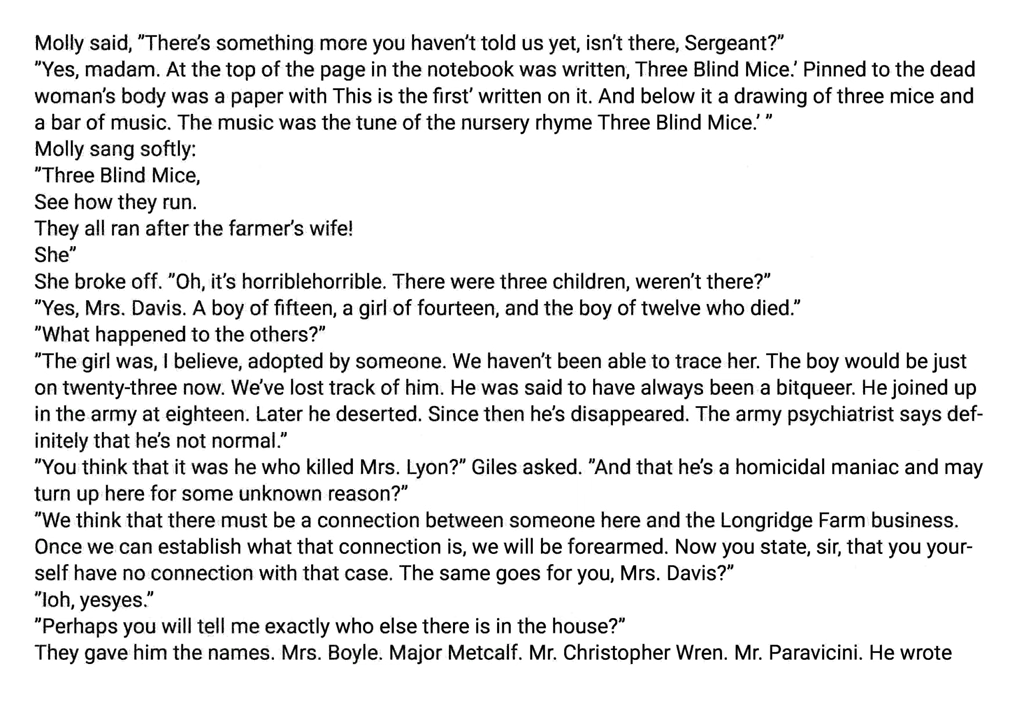 Molly said, "There's something more you haven't told us yet, isn't there, Sergeant?"
"Yes, madam. At the top of the page in the notebook was written, Three Blind Mice.' Pinned to the dead
woman's body was a paper with This is the first' written on it. And below it a drawing of three mice and
a bar of music. The music was the tune of the nursery rhyme Three Blind Mice.' "
Molly sang softly:
"Three Blind Mice,
See how they run.
They all ran after the farmer's wife!
She"
She broke off. "Oh, it's horriblehorrible. There were three children, weren't there?"
"Yes, Mrs. Davis. A boy of fifteen, a girl of fourteen, and the boy of twelve who died."
"What happened to the others?"
"The girl was, I believe, adopted by someone. We haven't been able to trace her. The boy would be just
on twenty-three now. We've lost track of him. He was said to have always been a bitqueer. He joined up
in the army at eighteen. Later he deserted. Since then he's disappeared. The army psychiatrist says def-
initely that he's not normal."
"You think that it was he who killed Mrs. Lyon?" Giles asked. "And that he's a homicidal maniac and may
turn up here for some unknown reason?"
"We think that there must be a connection between someone here and the Longridge Farm business.
Once we can establish what that connection is, we will be forearmed. Now you state, sir, that you your-
self have no connection with that case. The same goes for you, Mrs. Davis?"
"Ioh, yesyes."
"Perhaps you will tell me exactly who else there is in the house?"
They gave him the names. Mrs. Boyle. Major Metcalf. Mr. Christopher Wren. Mr. Paravicini. He wrote